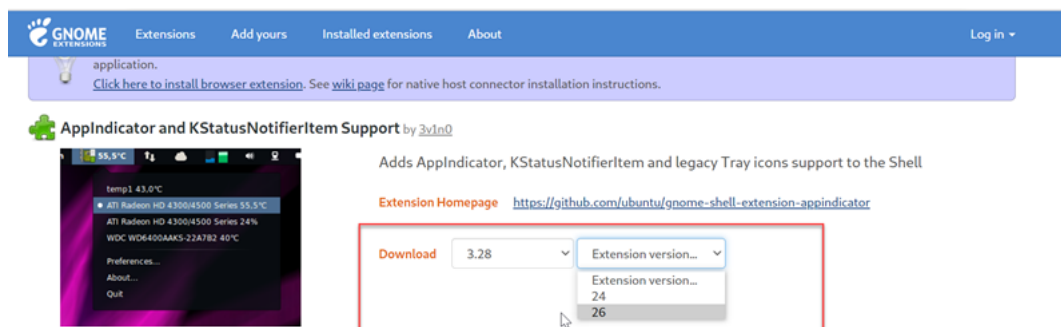 GNOME
EXTENSIONS
Extensions
Add yours
Installed extensions
About
Log in
application.
Click here to install browser extension. See wiki page for native host connector installation instructions.
AppIndicator and KStatusNotifierItem Support by 3v1n0
55,5°C
temp1 43.0°C
ATI Radeon HD 4300/4500 Series 55.5°C
ATI Radeon HD 4300/4500 Series 24%
WDC WD6400AAKS-22A7B2 40°C
Preferences...
About...
Quit
Adds AppIndicator, KStatusNotifierItem and legacy Tray icons support to the Shell
Extension Homepage https://github.com/ubuntu/gnome-shell-extension-appindicator
Download 3.28 Extension version...
Extension version...
24
26